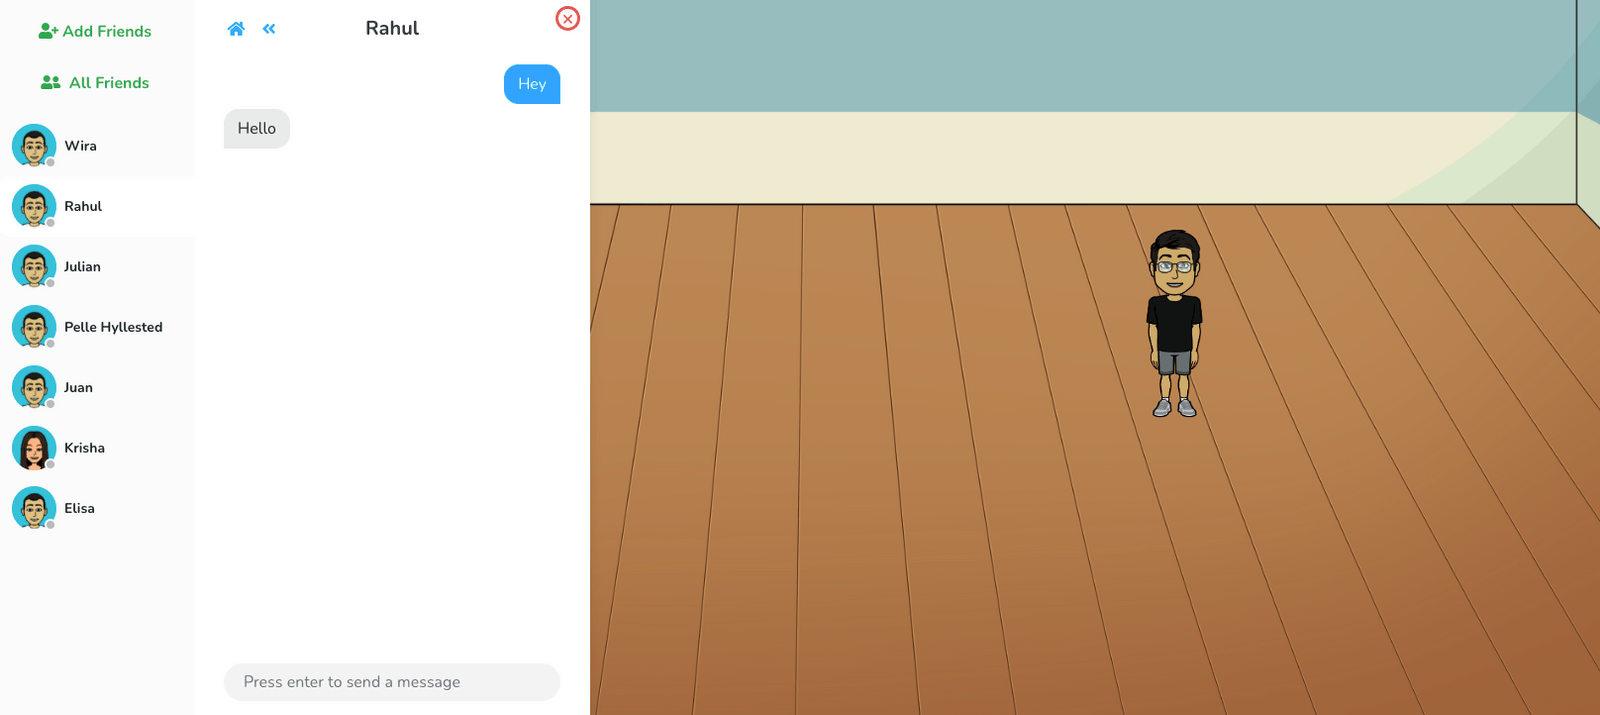 Add Friends
All Friends
Wira
Rahul
Julian
Pelle Hyllested
Juan
Krisha
Elisa
Rahul
Hey
Hello
Press enter to send a message